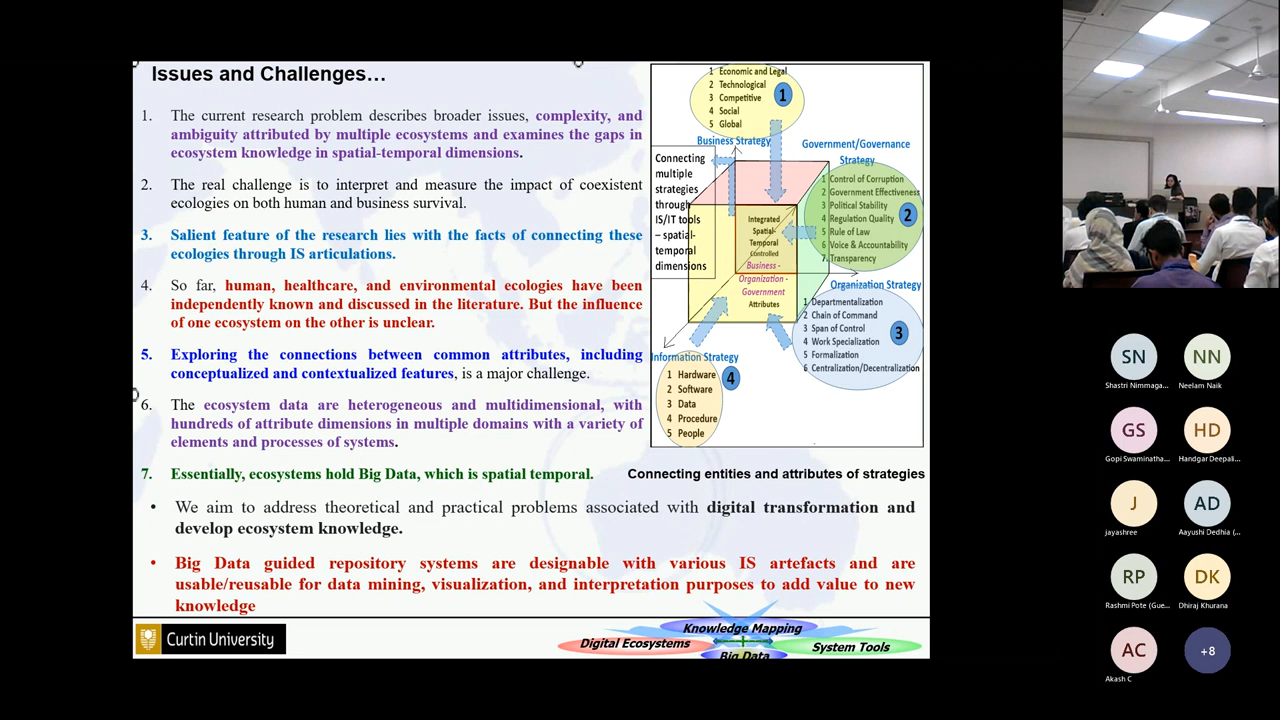 Issues and Challenges…
1. The current research problem describes broader issues, complexity, and
ambiguity attributed by multiple ecosystems and examines the gaps in
ecosystem knowledge in spatial-temporal dimensions.
2. The real challenge is to interpret and measure the impact of coexistent
ecologies on both human and business survival.
3. Salient feature of the research lies with the facts of connecting these
ecologies through IS articulations.
4. So far, human, healthcare, and environmental ecologies have been
independently known and discussed in the literature. But the influence
of one ecosystem on the other is unclear.
5. Exploring the connections between common attributes, including
conceptualized and contextualized features, is a major challenge.
6. The ecosystem data are heterogeneous and multidimensional, with
hundreds of attribute dimensions in multiple domains with a variety of
elements and processes of systems.
7. Essentially, ecosystems hold Big Data, which is spatial temporal.
• We aim to address theoretical and practical problems associated with digital transformation and
develop ecosystem knowledge.
• Big Data guided repository systems are designable with various IS artefacts and are
usable/reusable for data mining, visualization, and interpretation purposes to add value to new
knowledge
1 Economic and Legal
2 Technological
3 Competitive
4 Social
5 Global
1
Business Strategy
Government/Governance
Strategy
Connecting
multiple
strategies
through
IS/IT tools
– spatial-
temporal
dimensions
1 Control of Corruption
2 Government Effectiveness
3 Political Stability
4 Regulation Quality
5 Rule of Law
6 Voice & Accountability
7. Transparency
2
Integrated
Spatial-
Temporal
Controlled
Business -
Organization -
Government
Attributes
Organization Strategy
1 Departmentalization
2 Chain of Command
3 Span of Control
4 Work Specialization
5 Formalization
6 Centralization/Decentralization
3
Information Strategy
1 Hardware
2 Software
3 Data
4 Procedure
5 People
4
Connecting entities and attributes of strategies
Curtin University
Knowledge Mapping
Digital Ecosystems
System Tools
Big Data
SN
Shastri Nimmaga...
NN
Neelam Naik
GS
Gopi Swaminatha...
HD
Handgar Deepali...
J
jayashree
AD
Aayushi Dedhia (...
RP
Rashmi Pote (Gue...
DK
Dhiraj Khurana
AC
Akash C
+8